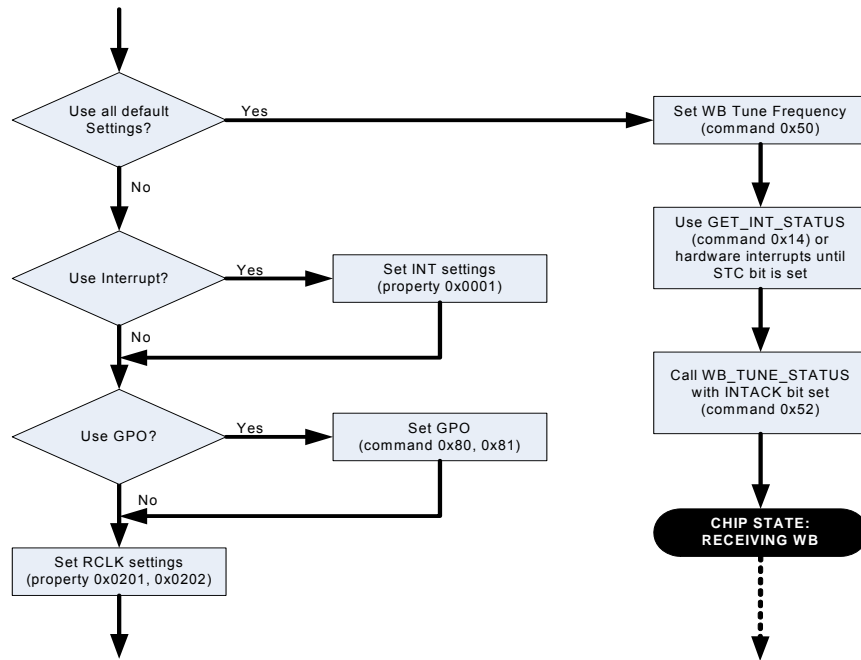 Use all default
Settings?
Yes
No
Set WB Tune Frequency
(command 0x50)
Use GET_INT_STATUS
(command 0x14) or
hardware interrupts until
STC bit is set
Use Interrupt?
Yes
Set INT settings
(property 0x0001)
No
Call WB_TUNE_STATUS
with INTACK bit set
(command 0x52)
Use GPO?
Yes
Set GPO
(command 0x80, 0x81)
No
CHIP STATE:
RECEIVING WB
Set RCLK settings
(property 0x0201, 0x0202)